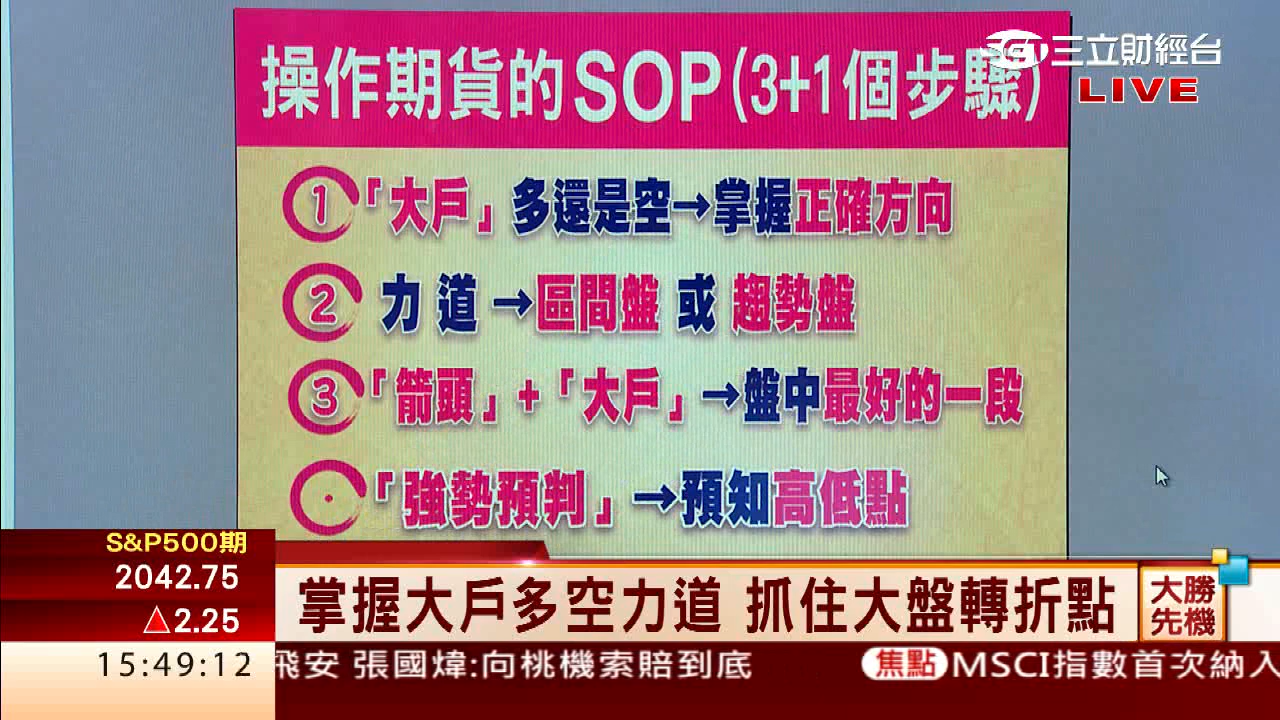 操作期貨的SOP(3+1個步驟)
三立財經台
LIVE
1「大戶」多還是空→掌握正確方向
2 力道→區間盤 或 趨勢盤
3「箭頭」+「大戶」→盤中最好的一段
「強勢預判」→預知高低點
S&P500期
2042.75
△2.25
掌握大戶多空力道 抓住大盤轉折點
大勝
先機
15:49:12
飛安 張國煒:向桃機索賠到底
焦點 MSCI指數首次納入